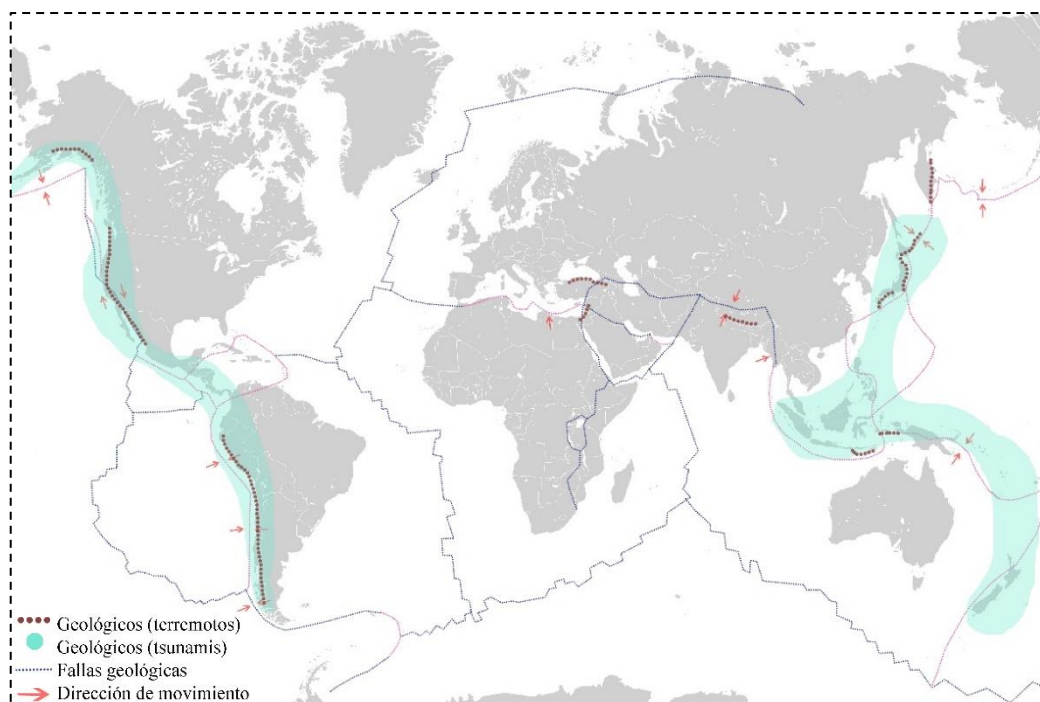 Geológicos (terremotos)
Geológicos (tsunamis)
Fallas geológicas
Dirección de movimiento